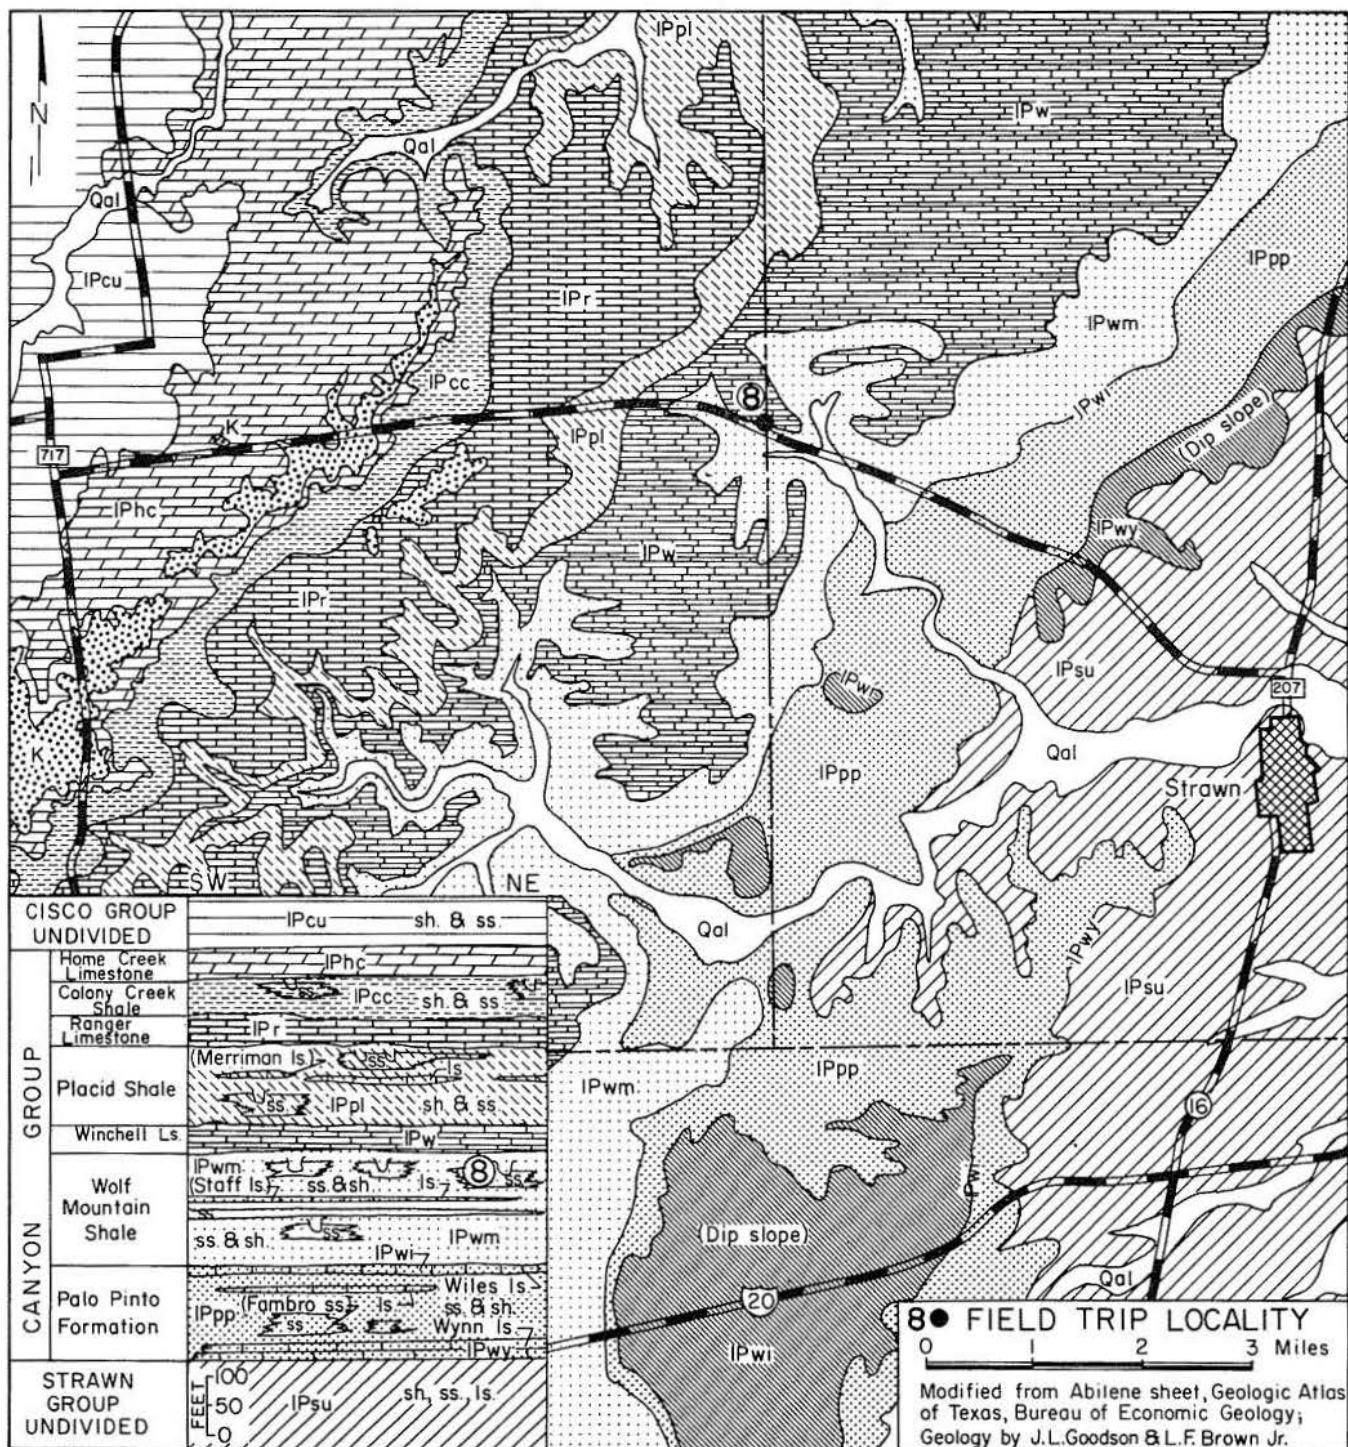 IPpl
N
IPw
Qal
Qal
IPpp
IPcu
IPr
IPwm
IPcc
8
IPwi
(Dip slope)
K
IPpl
717
IPhc
IPwy
IPw
IPr
IPsu
IPwi
207
Qal
K
IPpp
Strawn
SW
NE
Qal
IPwy
IPsu
IPwm
IPpp
16
IPwi
(Dip slope)
Qal
20
IPwi
CISCO GROUP
UNDIVIDED
IPcu sh. & ss.
CANYON GROUP
Home Creek
Limestone
IPhc
Colony Creek
Shale
ss. IPcc sh. & ss.
Ranger
Limestone
IPr
Placid Shale
(Merriman ls.) ss. ls.
ss. IPpl sh. & ss.
Winchell Ls.
IPw
Wolf
Mountain
Shale
IPwm 8
(Staff ls.) ss. & sh. ls. ss.
ss. & sh. ss. IPwm
IPwi
Palo Pinto
Formation
Wiles ls.
IPpp (Fambro ss.) ls. ss. & sh.
ss. Wynn ls.
IPwy
STRAWN
GROUP
UNDIVIDED
FEET
100
50
0
IPsu sh., ss., ls.
8 FIELD TRIP LOCALITY
0 1 2 3 Miles
Modified from Abilene sheet, Geologic Atlas
of Texas, Bureau of Economic Geology;
Geology by J.L. Goodson & L.F. Brown Jr.